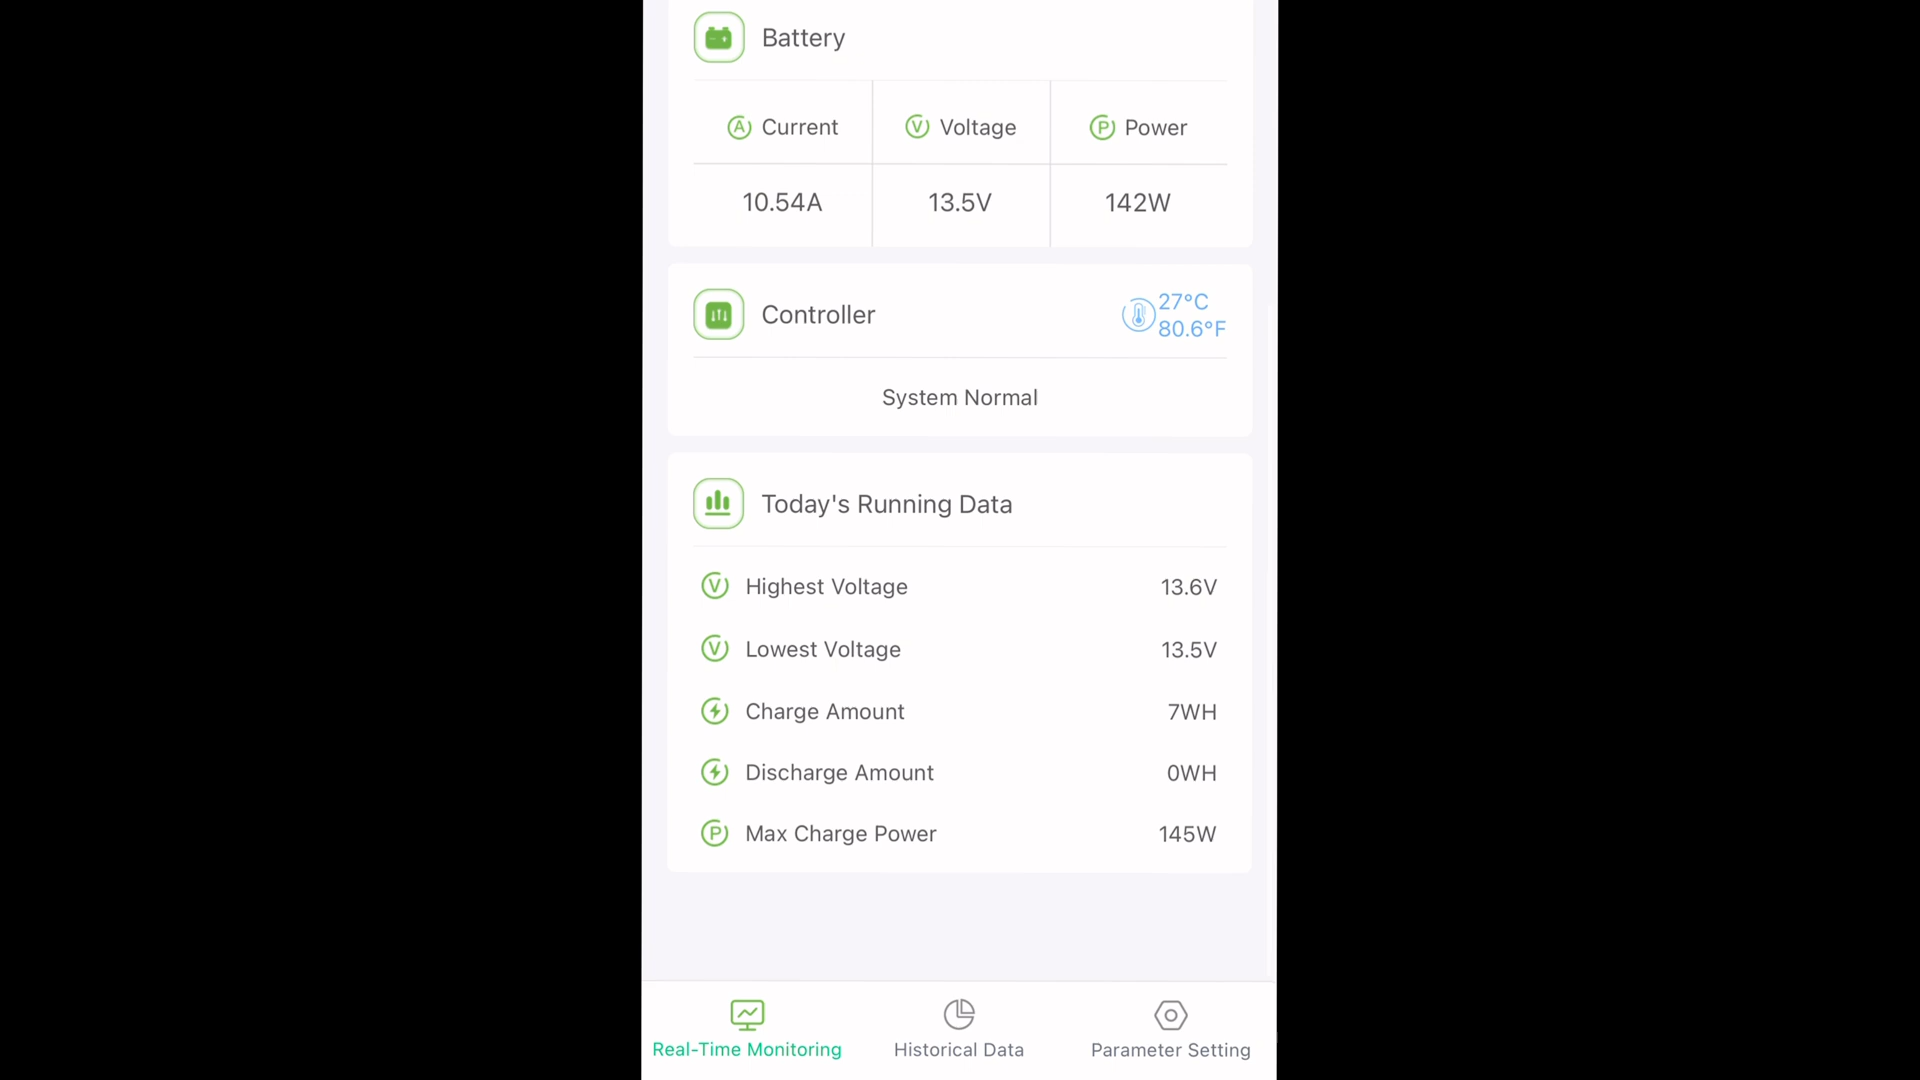 Battery
Current Voltage Power
10.54A 13.5V 142W
Controller 27°C
80.6°F
System Normal
Today's Running Data
Highest Voltage 13.6V
Lowest Voltage 13.5V
Charge Amount 7WH
Discharge Amount 0WH
Max Charge Power 145W
Real-Time Monitoring Historical Data Parameter Setting